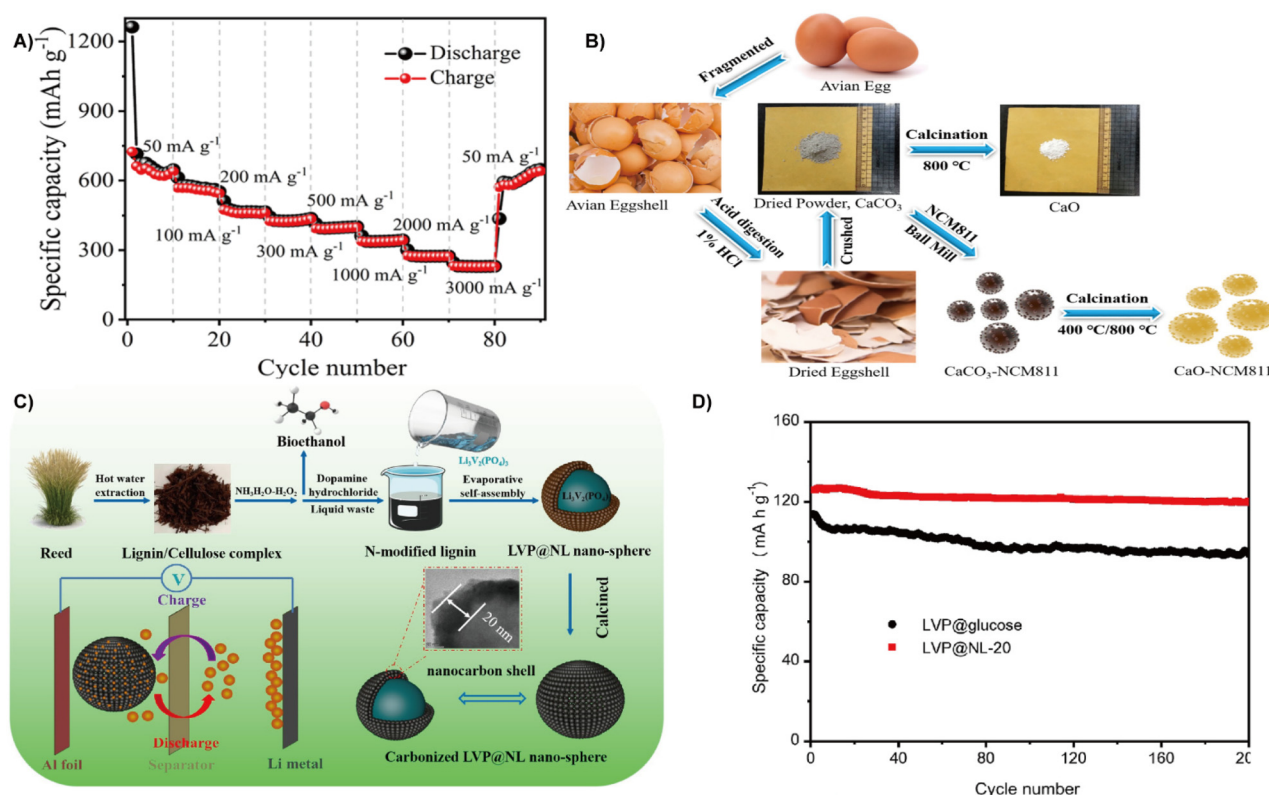 A)
1200
900
600
300
0
0
20
40
60
80
Specific capacity (mAh g⁻¹)
Cycle number
Discharge
Charge
50 mA g⁻¹
100 mA g⁻¹
200 mA g⁻¹
300 mA g⁻¹
500 mA g⁻¹
1000 mA g⁻¹
2000 mA g⁻¹
3000 mA g⁻¹
50 mA g⁻¹
B)
Avian Egg
Fragmented
Avian Eggshell
Dried Powder, CaCO₃
Calcination
800 °C
CaO
Acid digestion
1% HCl
Crushed
NCM811
Ball Mill
Dried Eggshell
CaCO₃-NCM811
Calcination
400 °C/800 °C
CaO-NCM811
C)
Bioethanol
Li₃V₂(PO₄)₃
Hot water
extraction
NH₃H₂O-H₂O₂
Dopamine
hydrochloride
Liquid waste
Evaporative
self-assembly
Li₃V₂(PO₄)
Reed
Lignin/Cellulose complex
N-modified lignin
LVP@NL nano-sphere
V
Charge
20 nm
Calcined
nanocarbon shell
Discharge
Al foil
Separator
Li metal
Carbonized LVP@NL nano-sphere
D)
160
120
80
40
0
0
40
80
120
160
20
Specific capacity (mA h g⁻¹)
LVP@glucose
LVP@NL-20
Cycle number